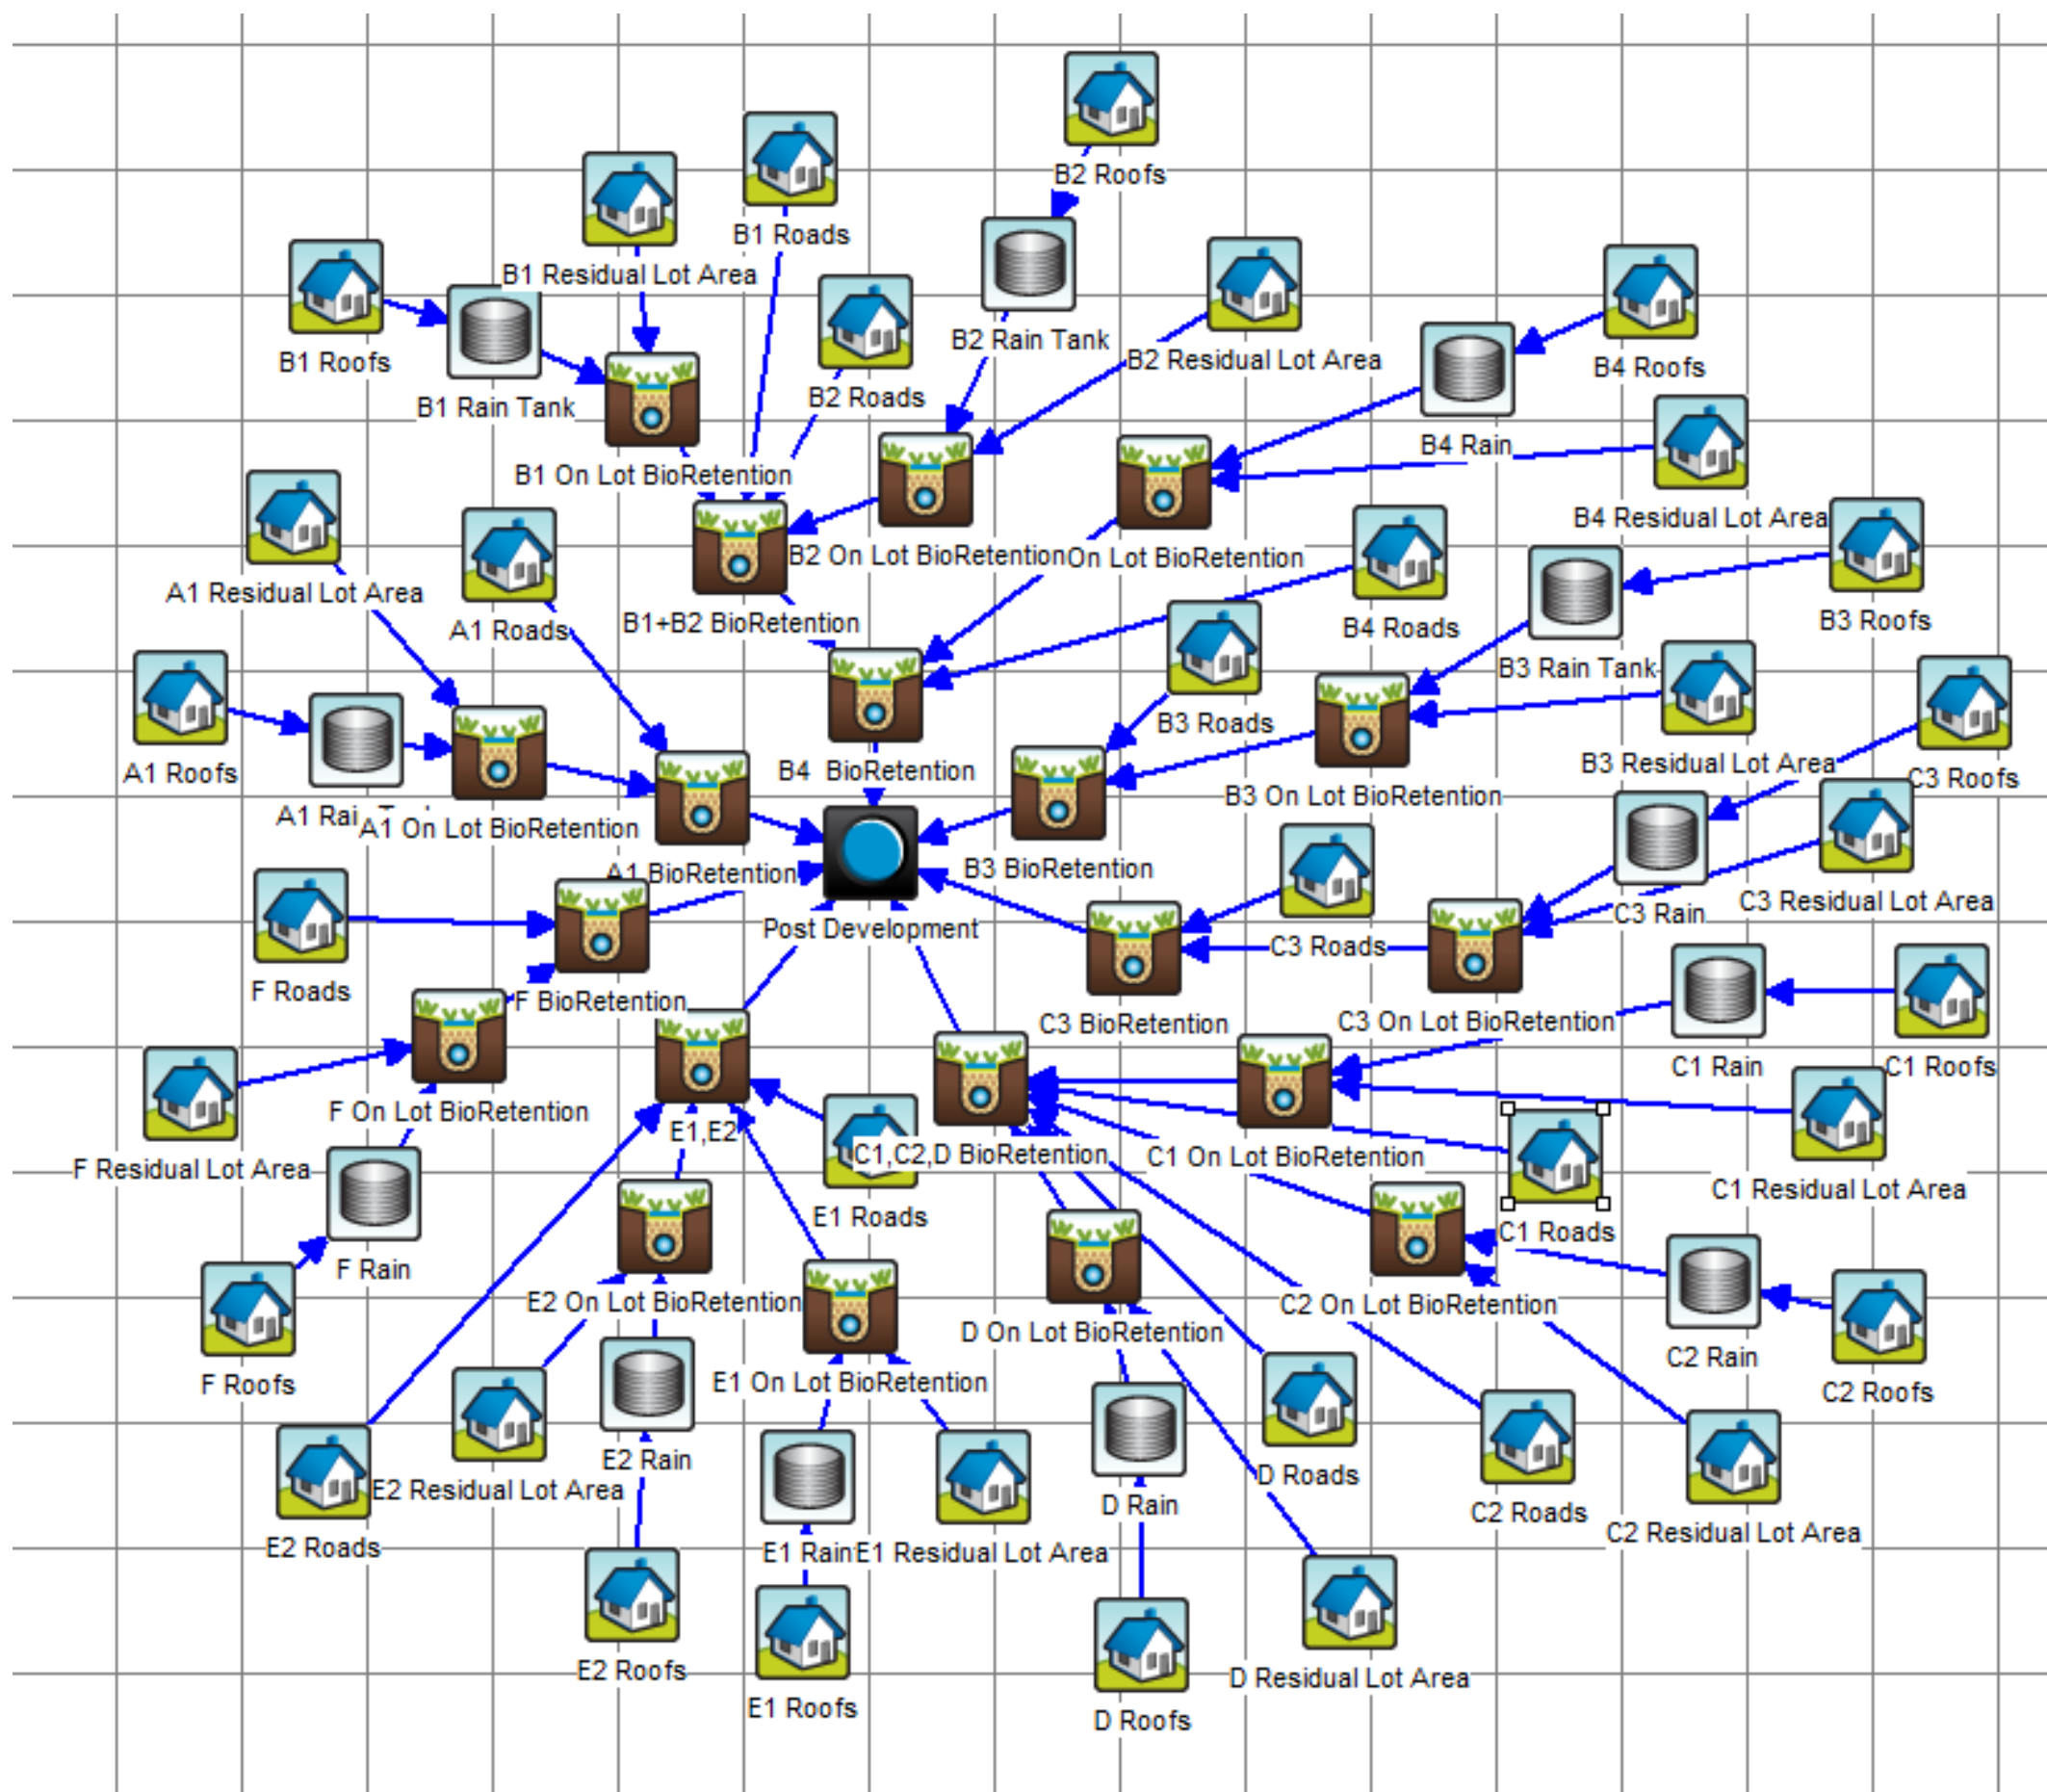 B2 Roofs
B1 Roads
B1 Residual Lot Area
B2 Rain Tank
B1 Roofs
B2 Residual Lot Area
B4 Roofs
B2 Roads
B1 Rain Tank
B4 Rain
B1 On Lot BioRetention
B4 Residual Lot Area
B2 On Lot BioRetention
On Lot BioRetention
A1 Residual Lot Area
B3 Roofs
B1+B2 BioRetention
A1 Roads
B4 Roads
B3 Rain Tank
B3 Roads
B3 Residual Lot Area
A1 Roofs
B4  BioRetention
C3 Roofs
B3 On Lot BioRetention
A1
A1 On Lot BioRetention
B3 BioRetention
A1 BioRetention
C3 Residual Lot Area
C3 Rain
Post Development
C3 Roads
F Roads
F BioRetention
C3 BioRetention
C3 On Lot BioRetention
C1 Rain
C1 Roofs
F On Lot BioRetention
E1,E2
C1,C2,D BioRetention
C1 On Lot BioRetention
F Residual Lot Area
C1 Residual Lot Area
E1 Roads
C1 Roads
F Rain
E2 On Lot BioRetention
C2 On Lot BioRetention
D On Lot BioRetention
C2 Rain
F Roofs
E1 On Lot BioRetention
C2 Roofs
E2 Rain
D Roads
E2 Residual Lot Area
D Rain
C2 Roads
C2 Residual Lot Area
E2 Roads
E1 Rain
E1 Residual Lot Area
E2 Roofs
D Residual Lot Area
E1 Roofs
D Roofs